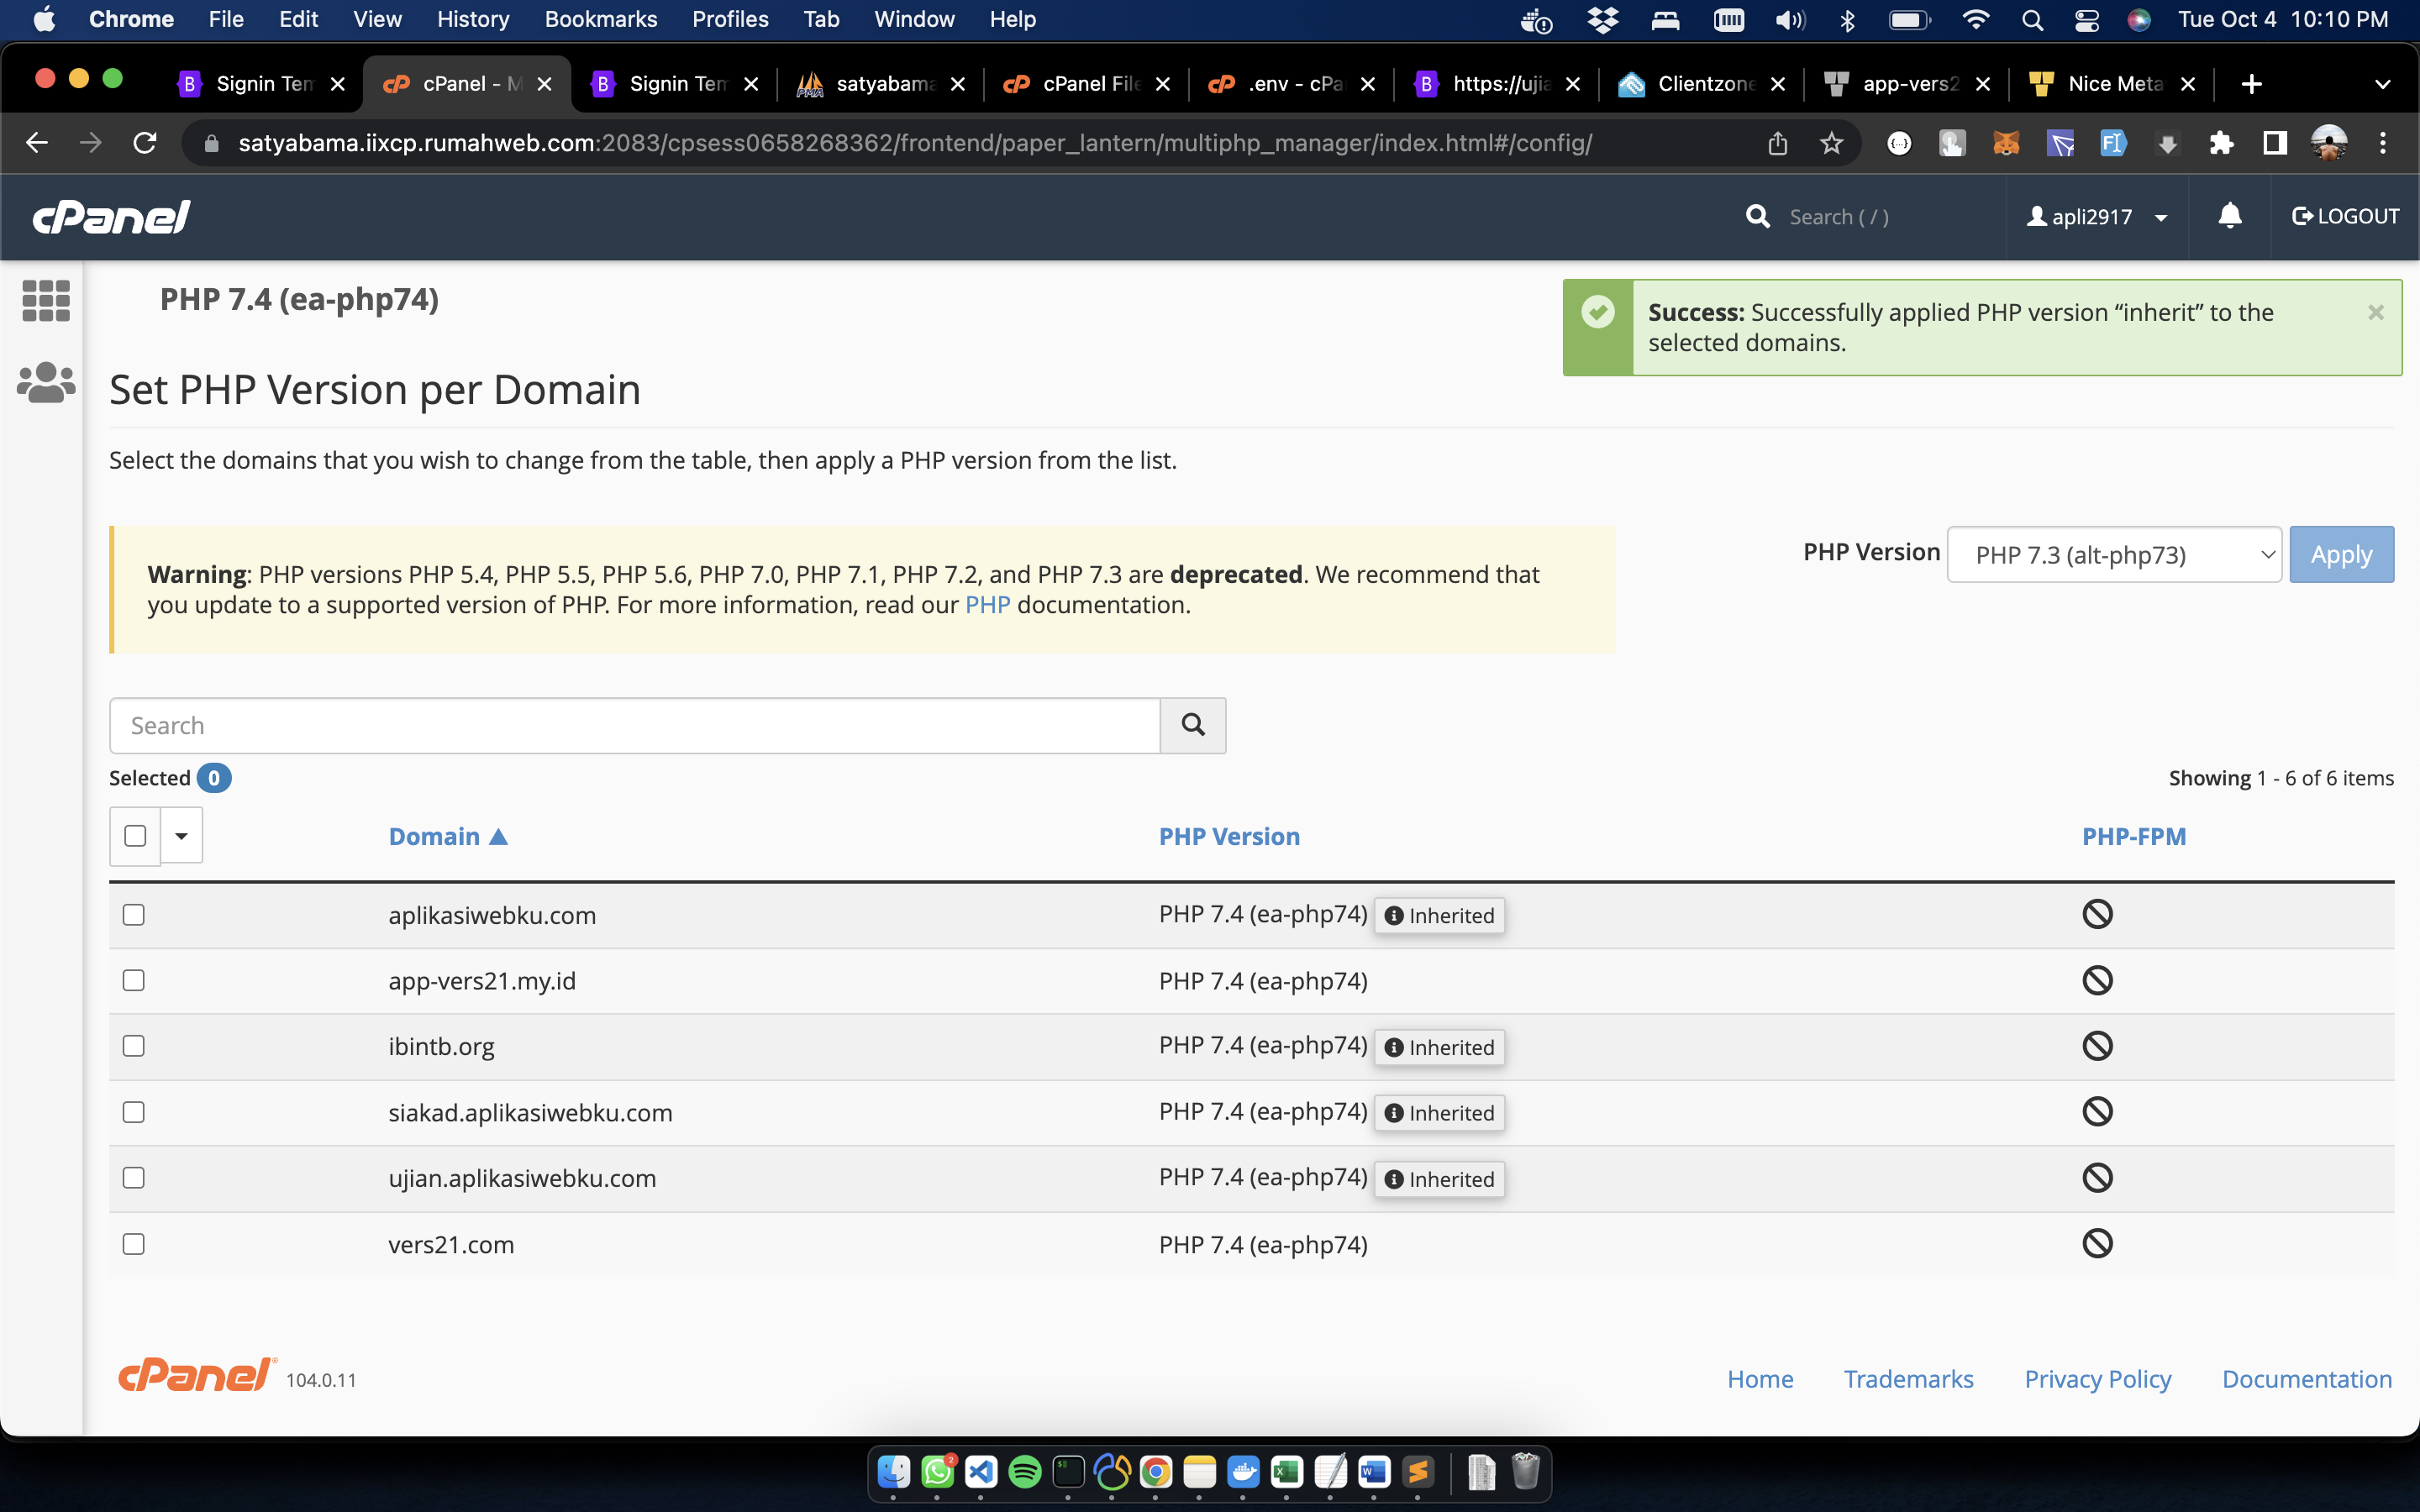 Chrome File Edit View History Bookmarks Profiles Tab Window Help Tue Oct 4 10:10 PM
Signin Tem cPanel - M Signin Tem satyabama cPanel File .env - cPa https://ujia Clientzone app-vers2 Nice Meta
satyabama.iixcp.rumahweb.com:2083/cpsess0658268362/frontend/paper_lantern/multiphp_manager/index.html#/config/
cPanel Search ( / ) apli2917 LOGOUT
PHP 7.4 (ea-php74)
Success: Successfully applied PHP version “inherit” to the
selected domains.
Set PHP Version per Domain
Select the domains that you wish to change from the table, then apply a PHP version from the list.
Warning: PHP versions PHP 5.4, PHP 5.5, PHP 5.6, PHP 7.0, PHP 7.1, PHP 7.2, and PHP 7.3 are deprecated. We recommend that
you update to a supported version of PHP. For more information, read our PHP documentation.
PHP Version PHP 7.3 (alt-php73) Apply
Search
Selected 0 Showing 1 - 6 of 6 items
Domain PHP Version PHP-FPM
aplikasiwebku.com PHP 7.4 (ea-php74) Inherited
app-vers21.my.id PHP 7.4 (ea-php74)
ibintb.org PHP 7.4 (ea-php74) Inherited
siakad.aplikasiwebku.com PHP 7.4 (ea-php74) Inherited
ujian.aplikasiwebku.com PHP 7.4 (ea-php74) Inherited
vers21.com PHP 7.4 (ea-php74)
cPanel 104.0.11 Home Trademarks Privacy Policy Documentation